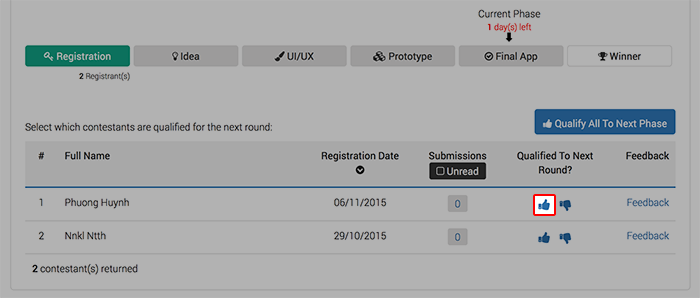 Current Phase
1 day(s) left
Registration Idea UI/UX Prototype Final App Winner
2 Registrant(s)
Select which contestants are qualified for the next round: Qualify All To Next Phase
# Full Name Registration Date Submissions Qualified To Next Feedback
Unread Round?
1 Phuong Huynh 06/11/2015 0 Feedback
2 Nnkl Ntth 29/10/2015 0 Feedback
2 contestant(s) returned